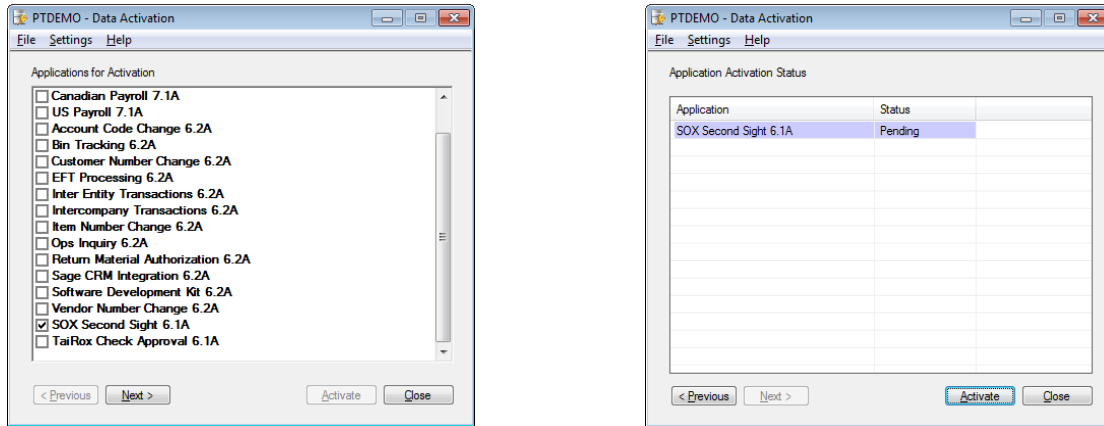 PTDEMO - Data Activation
File Settings Help
Applications for Activation
Canadian Payroll 7.1A
US Payroll 7.1A
Account Code Change 6.2A
Bin Tracking 6.2A
Customer Number Change 6.2A
EFT Processing 6.2A
Inter Entity Transactions 6.2A
Intercompany Transactions 6.2A
Item Number Change 6.2A
Ops Inquiry 6.2A
Return Material Authorization 6.2A
Sage CRM Integration 6.2A
Software Development Kit 6.2A
Vendor Number Change 6.2A
SOX Second Sight 6.1A
TaiRox Check Approval 6.1A
< Previous Next > Activate Close
PTDEMO - Data Activation
File Settings Help
Application Activation Status
Application Status
SOX Second Sight 6.1A Pending
< Previous Next > Activate Close